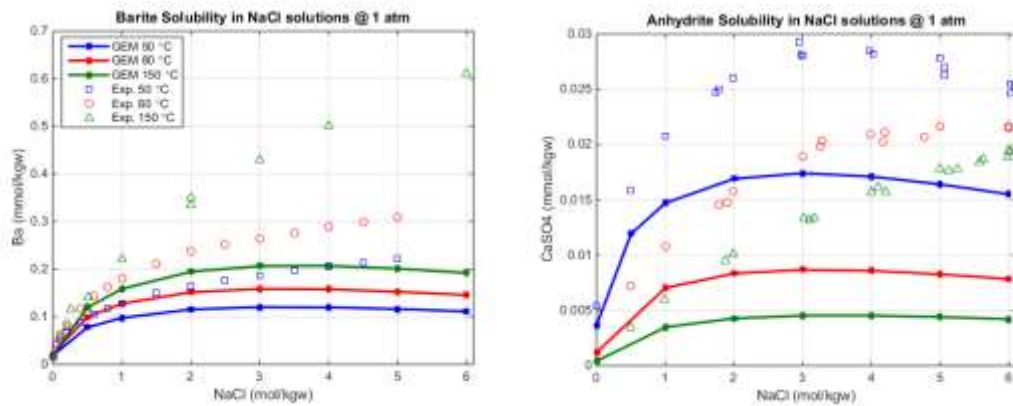 Barite Solubility in NaCl solutions @ 1 atm
0.7
0.6
0.5
0.4
0.3
0.2
0.1
0
Ba (mmol/kgw)
GEM 50 °C
GEM 80 °C
GEM 150 °C
Exp. 50 °C
Exp. 80 °C
Exp. 150 °C
0 1 2 3 4 5 6
NaCl (mol/kgw)
Anhydrite Solubility in NaCl solutions @ 1 atm
0.03
0.025
0.02
0.015
0.01
0.005
0
CaSO4 (mmul/kgw)
0 1 2 3 4 5 6
NaCl (mol/kgw)